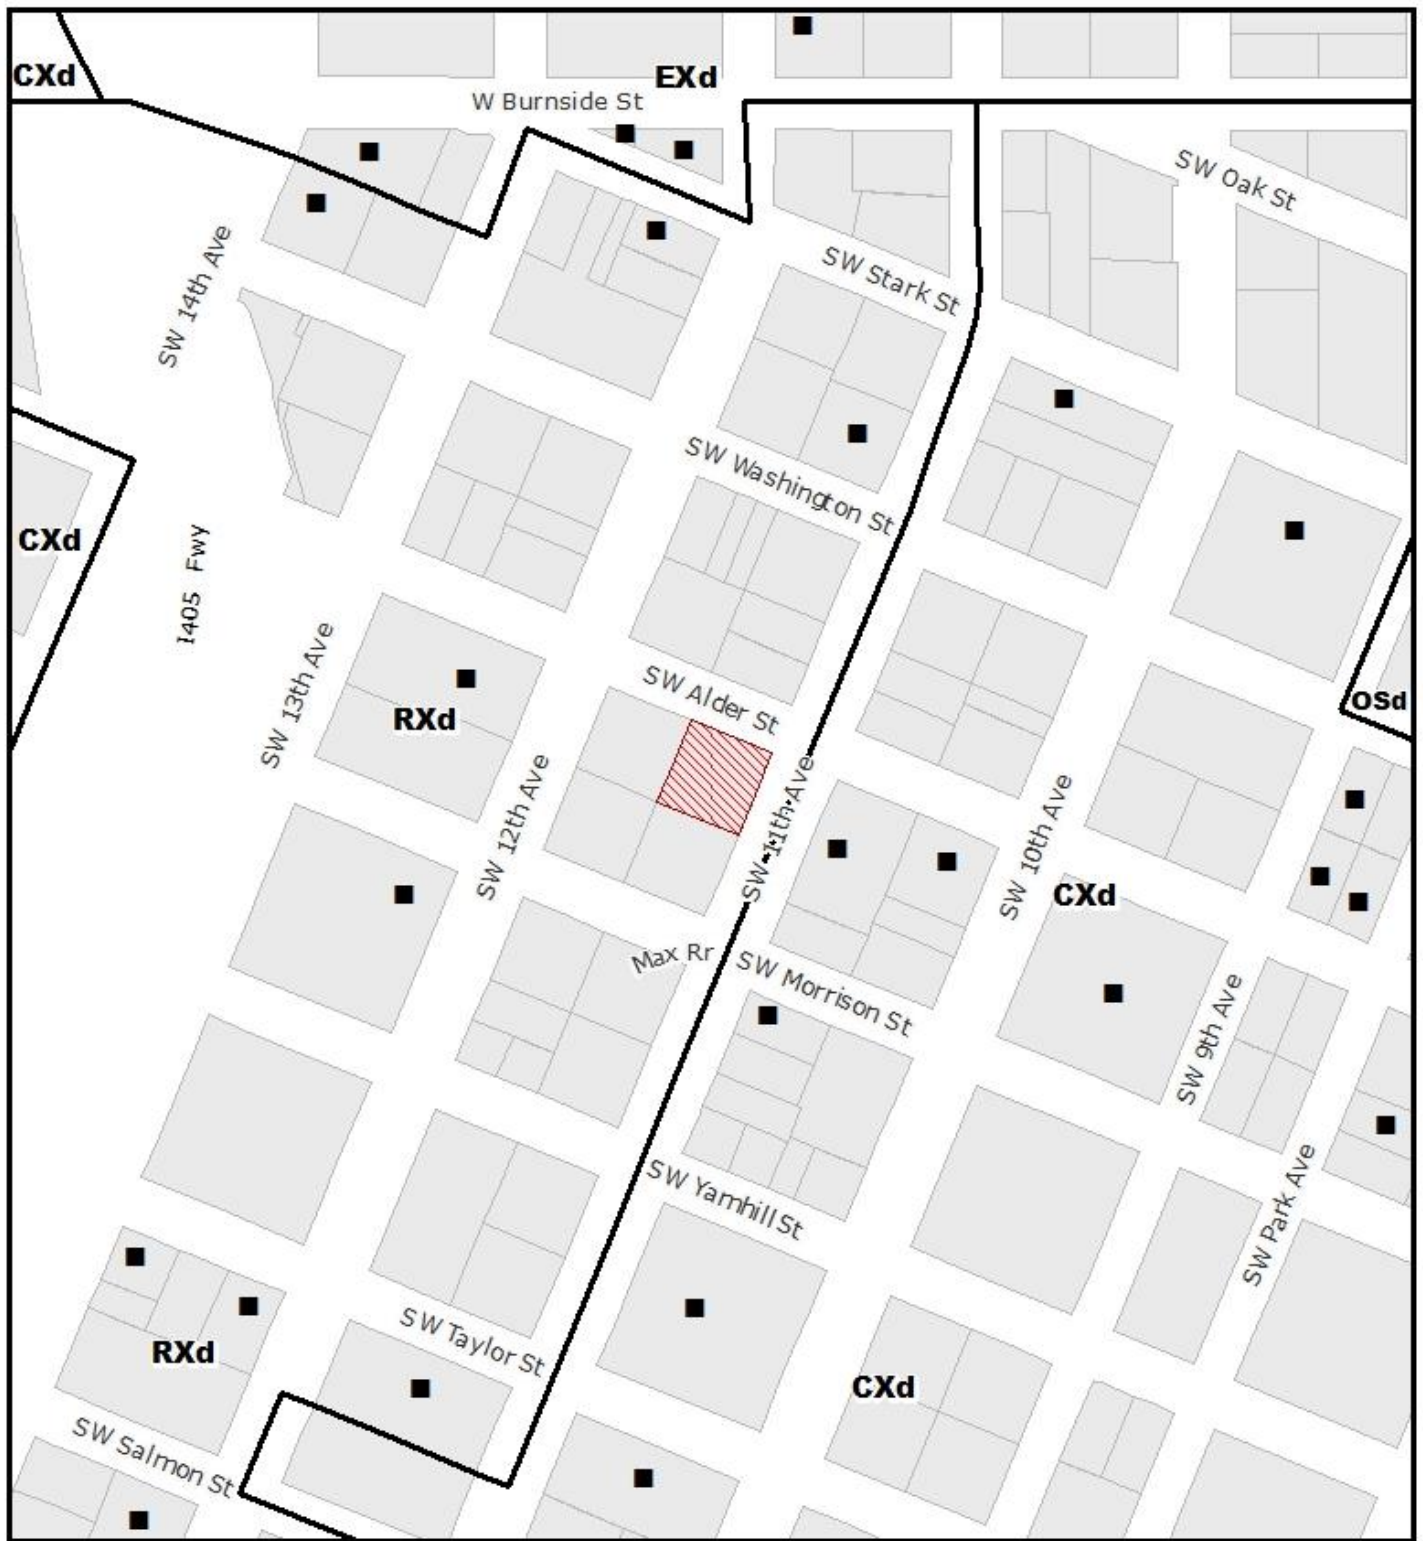 CXd
EXd
W Burnside St
SW Oak St
SW 14th Ave
SW Stark St
SW Washington St
CXd
I405 Fwy
SW 13th Ave
SW Alder St
OSd
RXd
SW 12th Ave
SW 11th Ave
SW 10th Ave
CXd
Max Rr
SW Morrison St
SW 9th Ave
SW Yamhill St
SW Park Ave
SW Taylor St
RXd
CXd
SW Salmon St